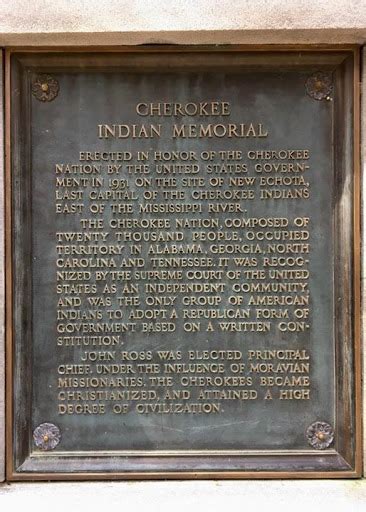 CHEROKEE
INDIAN MEMORIAL
ERECTED IN HONOR OF THE CHEROKEE
NATION BY THE UNITED STATES GOVERN-
MENT IN 1931 ON THE SITE OF NEW ECHOTA,
LAST CAPITAL OF THE CHEROKEE INDIANS
EAST OF THE MISSISSIPPI RIVER.
THE CHEROKEE NATION, COMPOSED OF
TWENTY THOUSAND PEOPLE, OCCUPIED
TERRITORY IN ALABAMA, GEORGIA, NORTH
CAROLINA AND TENNESSEE. IT WAS RECOG-
NIZED BY THE SUPREME COURT OF THE UNITED
STATES AS AN INDEPENDENT COMMUNITY,
AND WAS THE ONLY GROUP OF AMERICAN
INDIANS TO ADOPT A REPUBLICAN FORM OF
GOVERNMENT BASED ON A WRITTEN CON-
STITUTION.
JOHN ROSS WAS ELECTED PRINCIPAL
CHIEF. UNDER THE INFLUENCE OF MORAVIAN
MISSIONARIES, THE CHEROKEES BECAME
CHRISTIANIZED, AND ATTAINED A HIGH
DEGREE OF CIVILIZATION.